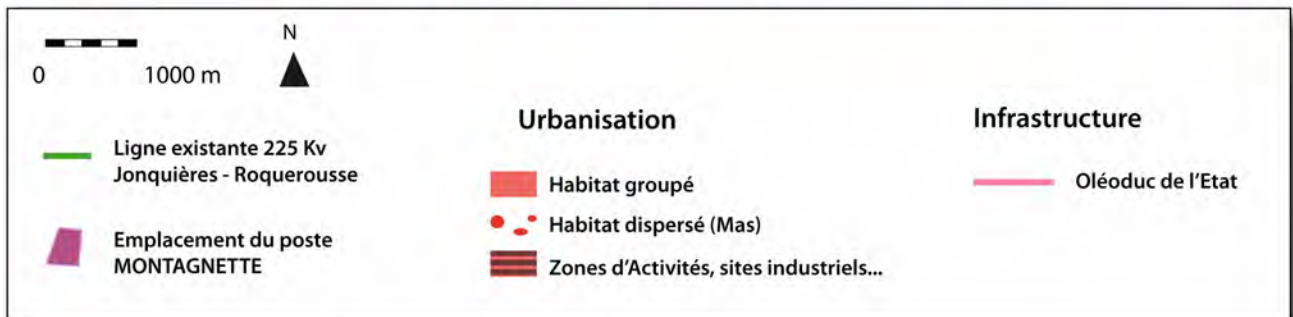 N
0 1000 m
Ligne existante 225 Kv
Jonquières - Roquerousse
Emplacement du poste
MONTAGNETTE
Urbanisation
Habitat groupé
Habitat dispersé (Mas)
Zones d'Activités, sites industriels...
Infrastructure
Oléoduc de l'Etat